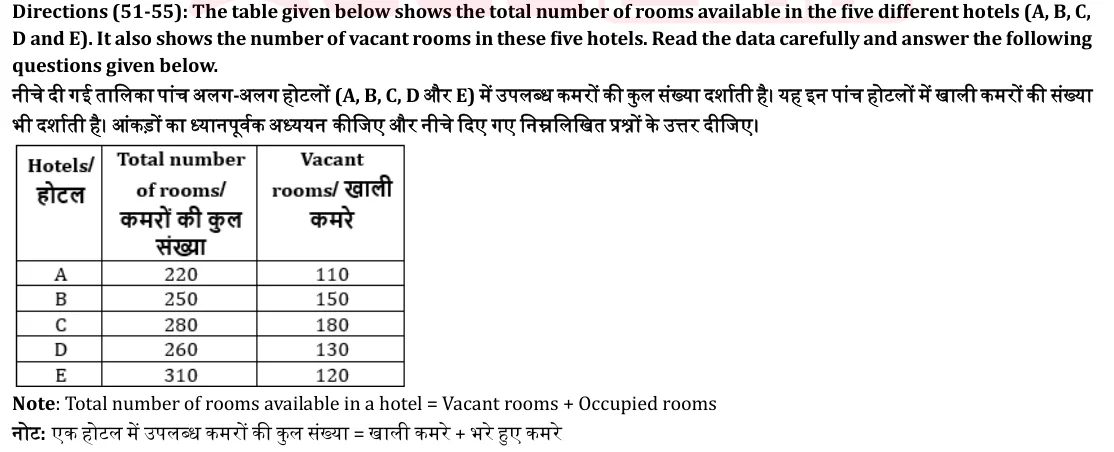 Directions (51-55): The table given below shows the total number of rooms available in the five different hotels (A, B, C,
D and E). It also shows the number of vacant rooms in these five hotels. Read the data carefully and answer the following
questions given below.
नीचे दी गई तालिका पांच अलग-अलग होटलों (A, B, C, D और E) में उपलब्ध कमरों की कुल संख्या दर्शाती है। यह इन पांच होटलों में खाली कमरों की संख्या
भी दर्शाती है। आंकड़ों का ध्यानपूर्वक अध्ययन कीजिए और नीचे दिए गए निम्नलिखित प्रश्नों के उत्तर दीजिए।
Hotels/ Total number Vacant
होटल of rooms/ rooms/ खाली
कमरों की कुल कमरे
संख्या
A 220 110
B 250 150
C 280 180
D 260 130
E 310 120
Note: Total number of rooms available in a hotel = Vacant rooms + Occupied rooms
नोट: एक होटल में उपलब्ध कमरों की कुल संख्या = खाली कमरे + भरे हुए कमरे